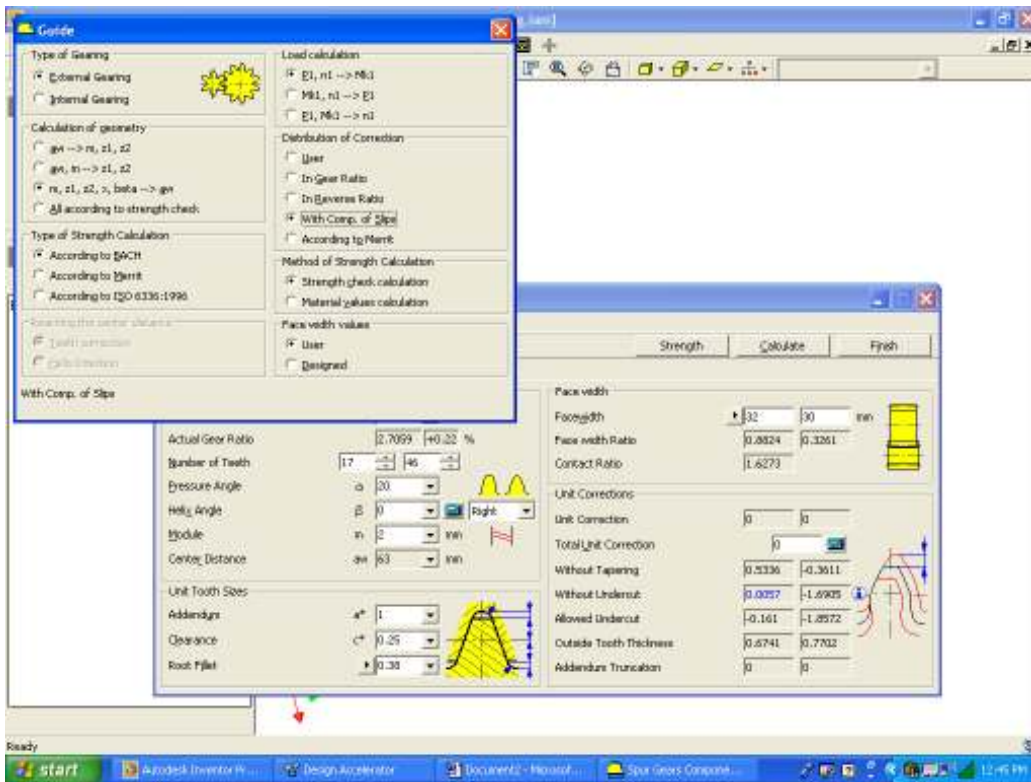 Guide
Type of Gearing
External Gearing
Internal Gearing
Calculation of geometry
aw --> m, z1, z2
aw, m --> z1, z2
m, z1, z2, x, beta --> aw
All according to strength check
Type of Strength Calculation
According to BACH
According to Merrit
According to ISO 6336:1996
Reaching the center distance
Teeth correction
With Comp. of Slips
Load calculation
P1, n1 --> Mk1
Mk1, n1 --> P1
P1, Mk1 --> n1
Distribution of Correction
User
In Gear Ratio
In Reverse Ratio
With Comp. of Slips
According to Merrit
Method of Strength Calculation
Strength check calculation
Material values calculation
Face width values
User
Designed
Strength
Calculate
Finish
Actual Gear Ratio 2.7059 +0.22 %
Number of Teeth 17 46
Pressure Angle α 20
Helix Angle β 0 Right
Module m 2 mm
Center Distance aw 63 mm
Unit Tooth Sizes
Addendum a* 1
Clearance c* 0.25
Root Fillet 0.38
Face width
Facewidth 32 30 mm
Face width Ratio 0.8824 0.3261
Contact Ratio 1.6273
Unit Corrections
Unit Correction 0 0
Total Unit Correction 0
Without Tapering 0.5336 -0.3611
Without Undercut 0.0057 -1.6905
Allowed Undercut -0.161 -1.8572
Outside Tooth Thickness 0.6741 0.7702
Addendum Truncation 0 0
Ready
start
Autodesk Inventor Pr...
Design Accelerator
Document2 - Microsof...
Spur Gears Compone...
12:45 PM